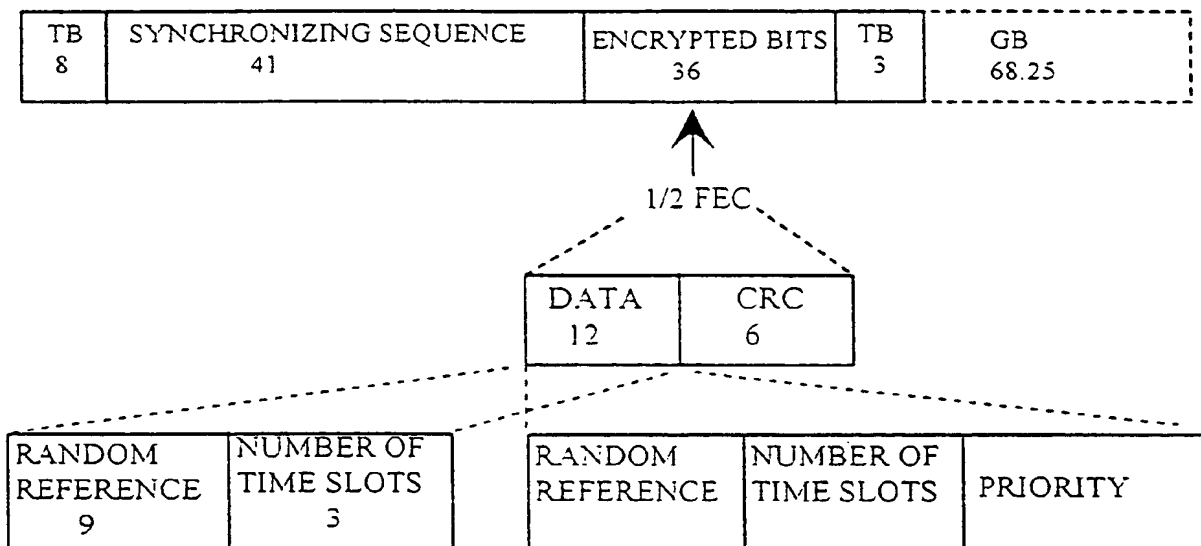 TB SYNCHRONIZING SEQUENCE ENCRYPTED BITS TB GB
8 41 36 3 68.25
1/2 FEC
DATA CRC
12 6
RANDOM REFERENCE 9
NUMBER OF TIME SLOTS 3
RANDOM REFERENCE
NUMBER OF TIME SLOTS
PRIORITY